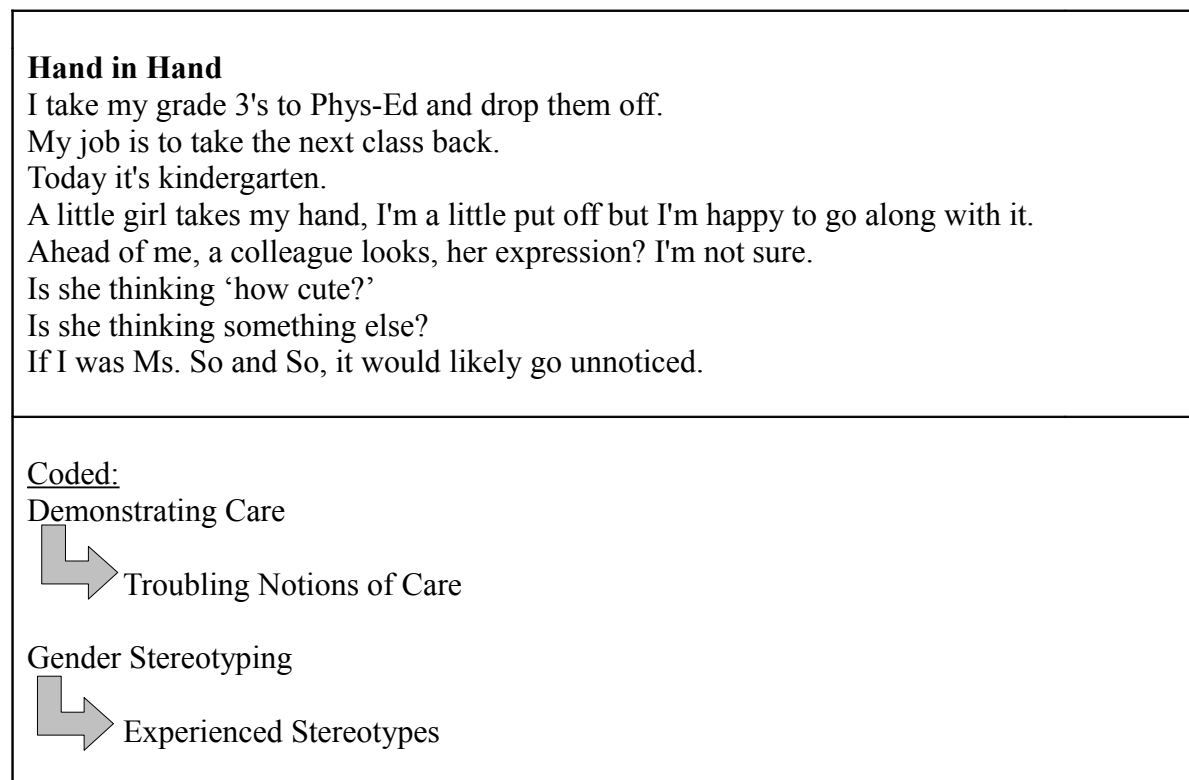 Hand in Hand
I take my grade 3's to Phys-Ed and drop them off.
My job is to take the next class back.
Today it's kindergarten.
A little girl takes my hand, I'm a little put off but I'm happy to go along with it.
Ahead of me, a colleague looks, her expression? I'm not sure.
Is she thinking ‘how cute?’
Is she thinking something else?
If I was Ms. So and So, it would likely go unnoticed.
Coded:
Demonstrating Care
Troubling Notions of Care
Gender Stereotyping
Experienced Stereotypes